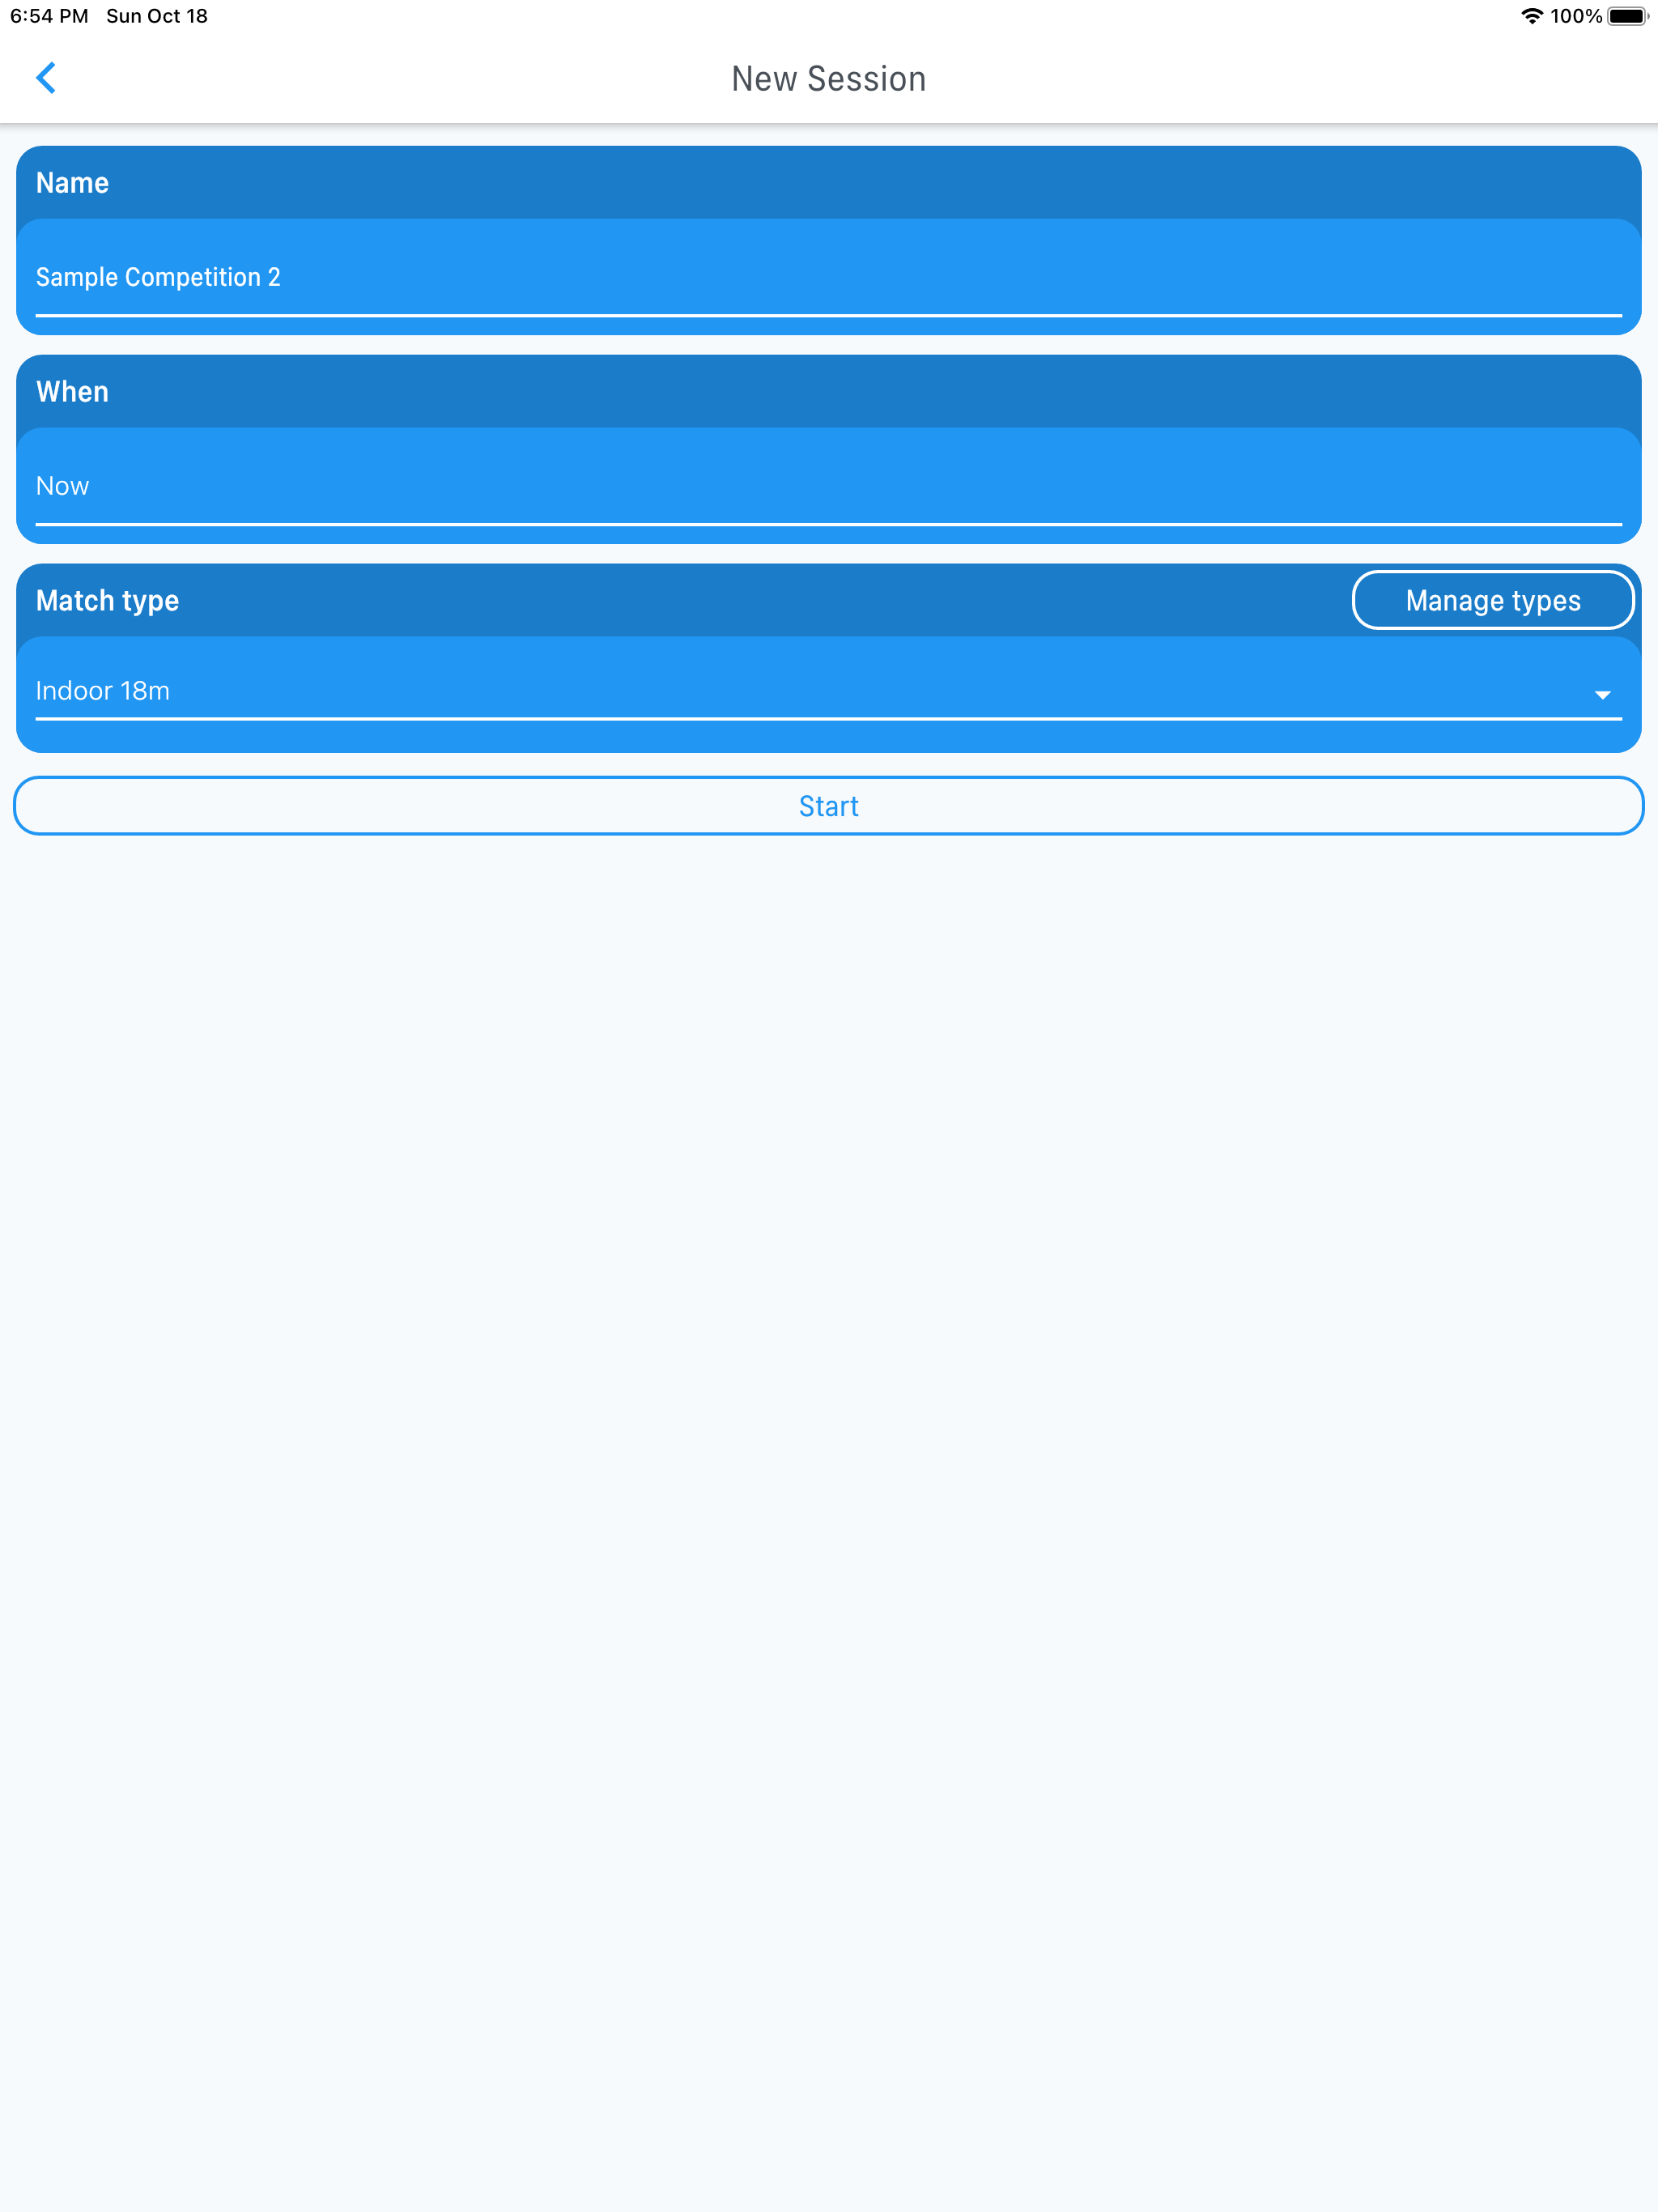 6:54 PM Sun Oct 18 100%
New Session
Name
Sample Competition 2
When
Now
Match type Manage types
Indoor 18m
Start